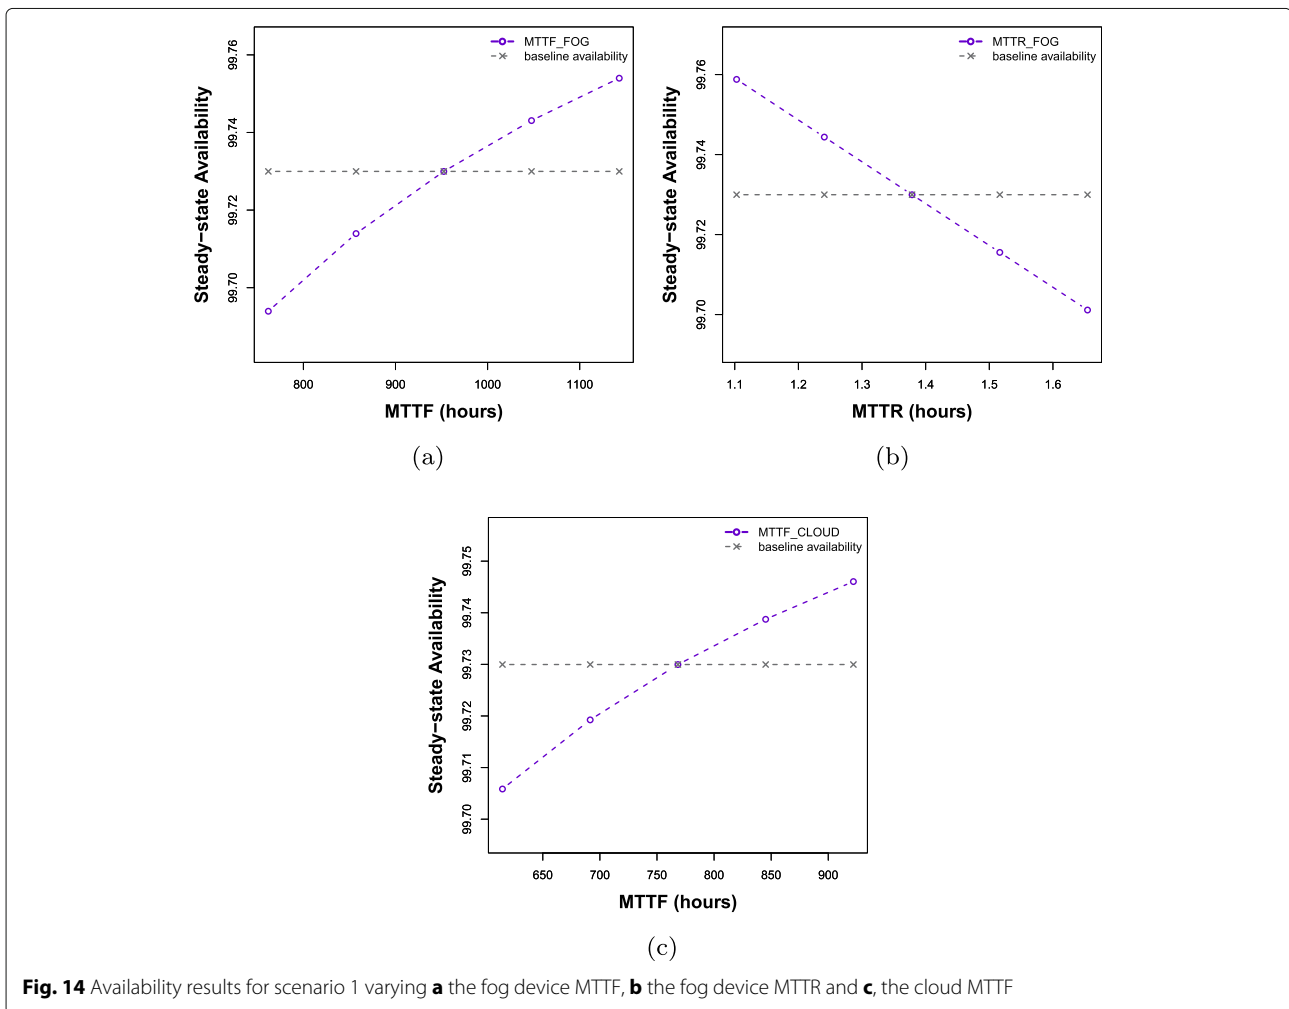 MTTF_FOG
baseline availability
Steady−state Availability
99.76
99.74
99.72
99.70
800 900 1000 1100
MTTF (hours)
(a)
MTTR_FOG
baseline availability
Steady−state Availability
99.76
99.74
99.72
99.70
1.1 1.2 1.3 1.4 1.5 1.6
MTTR (hours)
(b)
MTTF_CLOUD
baseline availability
Steady−state Availability
99.75
99.74
99.73
99.72
99.71
99.70
650 700 750 800 850 900
MTTF (hours)
(c)
Fig. 14 Availability results for scenario 1 varying a the fog device MTTF, b the fog device MTTR and c, the cloud MTTF